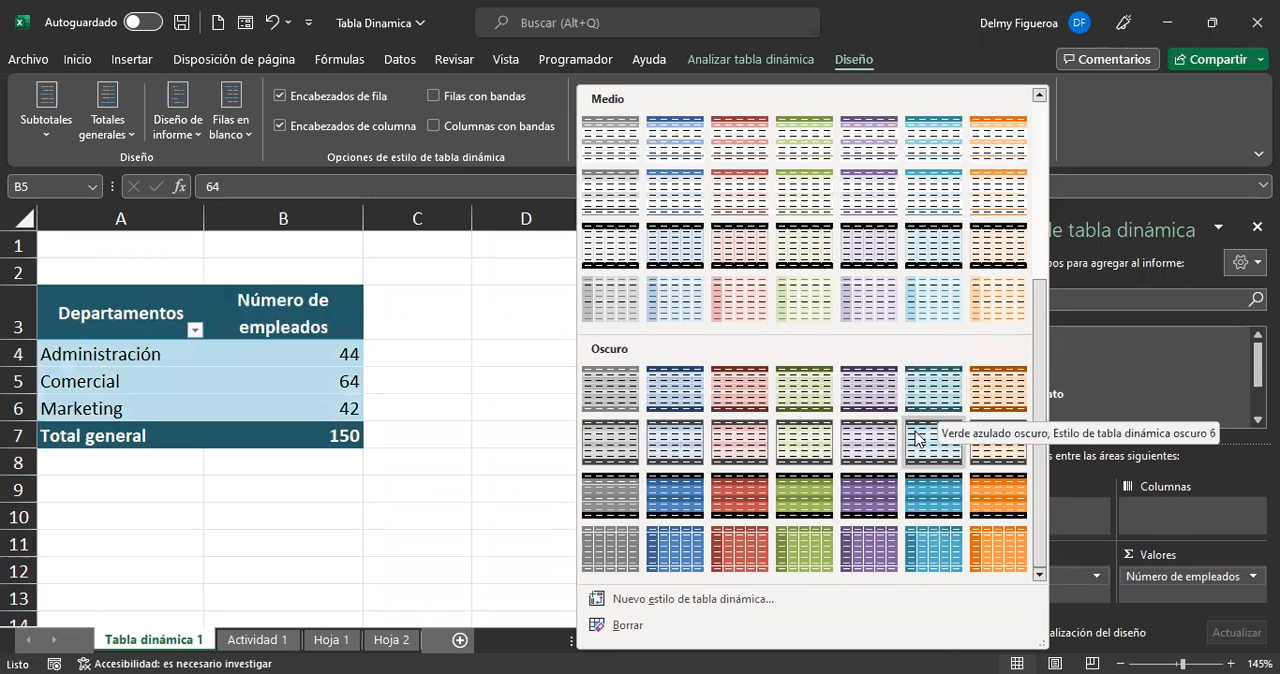 Autoguardado
Tabla Dinamica
Buscar (Alt+Q)
Delmy Figueroa
DF
Archivo
Inicio
Insertar
Disposición de página
Fórmulas
Datos
Revisar
Vista
Programador
Ayuda
Analizar tabla dinámica
Diseño
Comentarios
Compartir
Subtotales
Totales
generales
Diseño de
informe
Filas en
blanco
Diseño
Encabezados de fila
Filas con bandas
Encabezados de columna
Columnas con bandas
Opciones de estilo de tabla dinámica
B5
fx
64
A
B
C
D
1
2
3
4
5
6
7
8
9
10
11
12
13
14
Departamentos
Número de
empleados
Administración
44
Comercial
64
Marketing
42
Total general
150
Medio
Oscuro
Verde azulado oscuro, Estilo de tabla dinámica oscuro 6
Nuevo estilo de tabla dinámica...
Borrar
de tabla dinámica
pos para agregar al informe:
nto
s entre las áreas siguientes:
Columnas
Σ Valores
Número de empleados
alización del diseño
Actualizar
Tabla dinámica 1
Actividad 1
Hoja 1
Hoja 2
Listo
Accesibilidad: es necesario investigar
145%